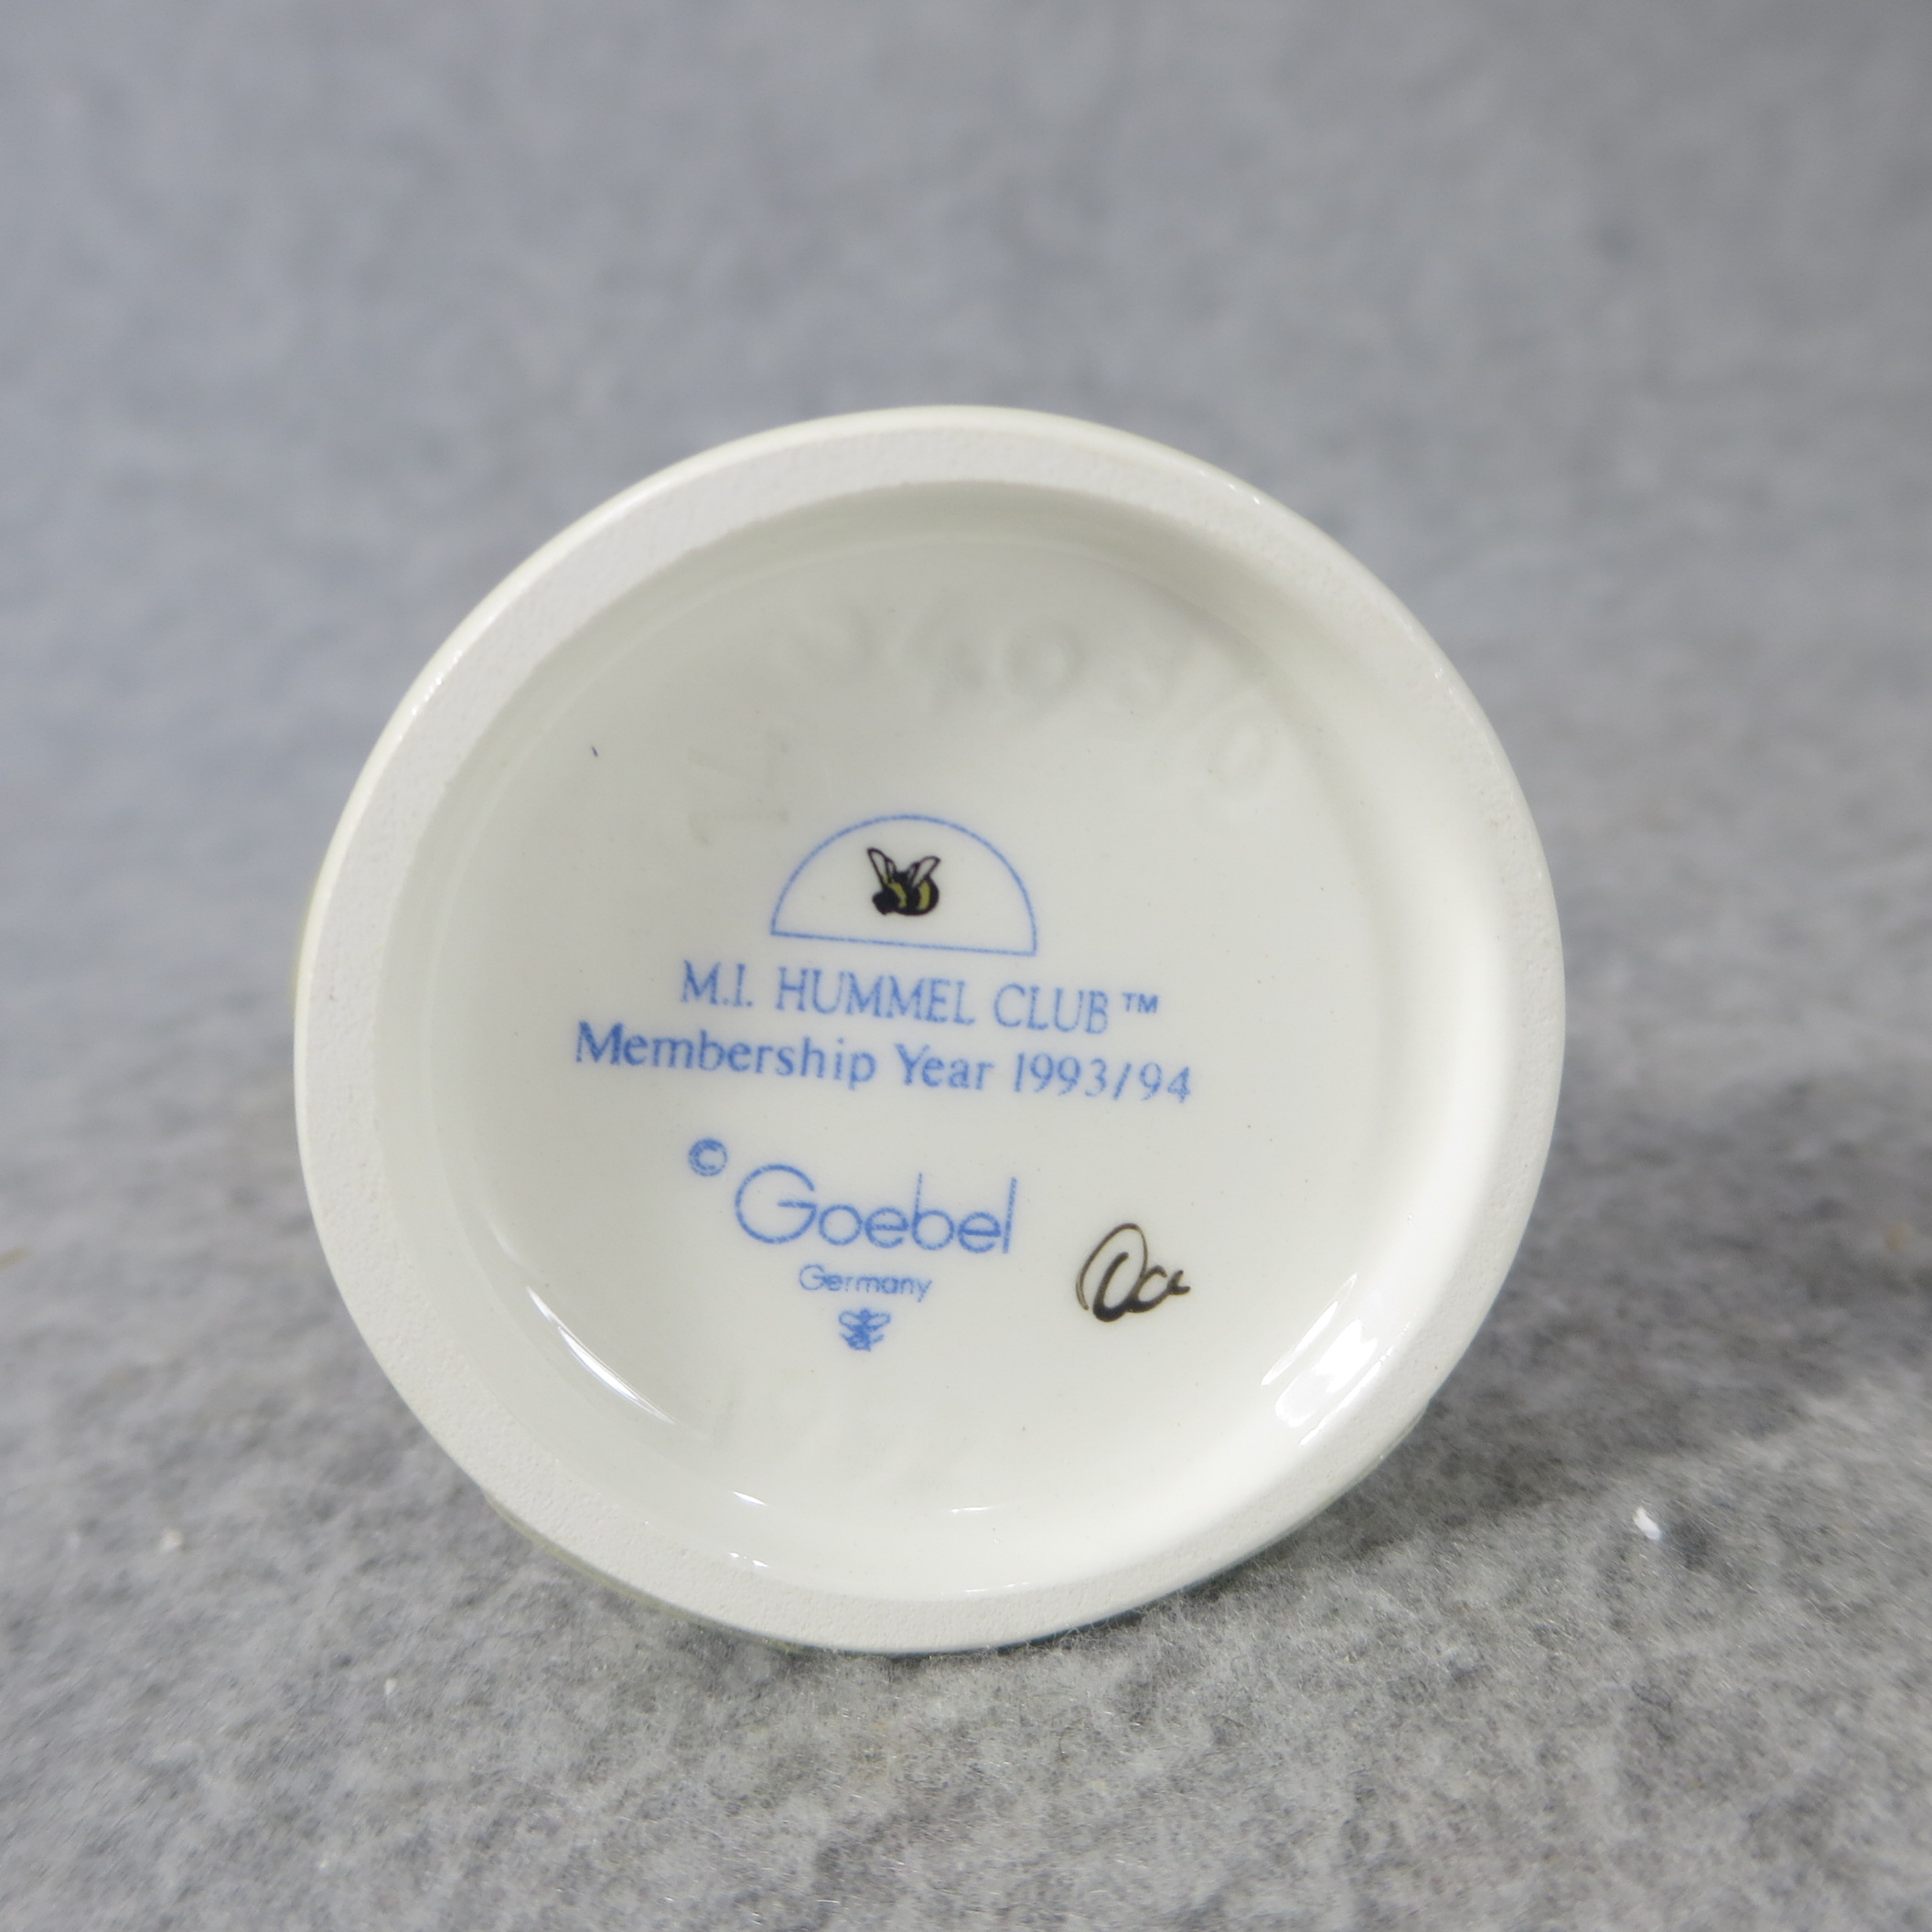 M.I. HUMMEL CLUB™
Membership Year 1993/94
© Goebel
Germany